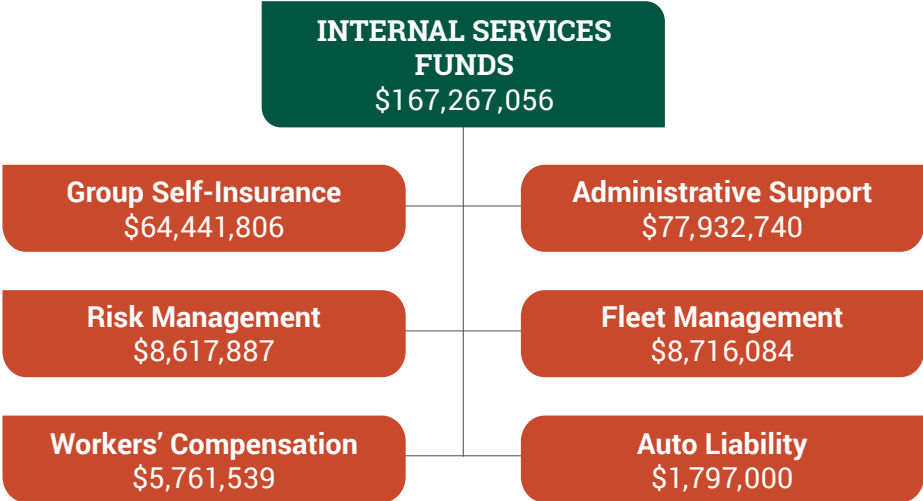 INTERNAL SERVICES
FUNDS
$167,267,056
Group Self-Insurance
$64,441,806
Administrative Support
$77,932,740
Risk Management
$8,617,887
Fleet Management
$8,716,084
Workers’ Compensation
$5,761,539
Auto Liability
$1,797,000